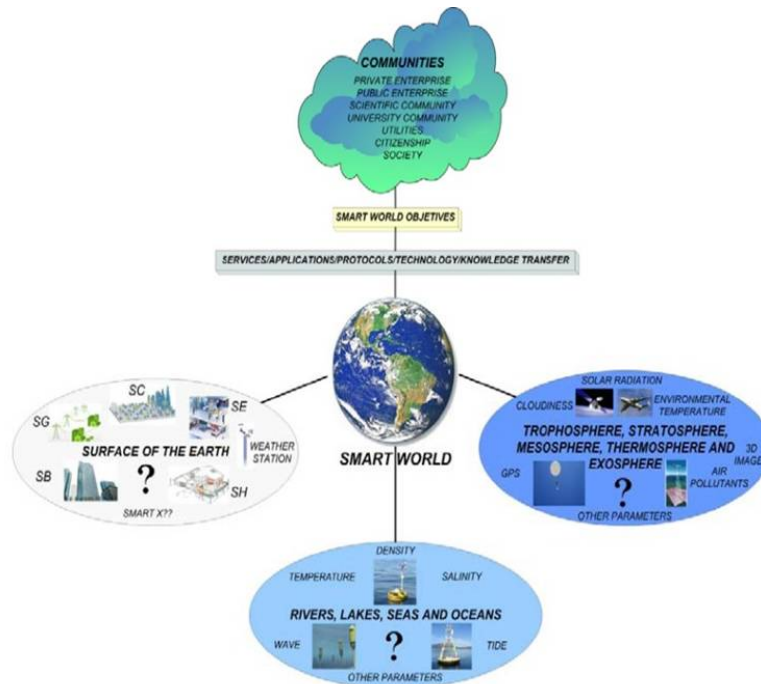 COMMUNITIES
PRIVATE ENTERPRISE
PUBLIC ENTERPRISE
SCIENTIFIC COMMUNITY
UNIVERSITY COMMUNITY
UTILITIES
CITIZENSHIP
SOCIETY
SMART WORLD OBJETIVES
SERVICES/APPLICATIONS/PROTOCOLS/TECHNOLOGY/KNOWLEDGE TRANSFER
SMART WORLD
SC
SG
SE
SURFACE OF THE EARTH
WEATHER
STATION
SB
?
SH
SMART X??
SOLAR RADIATION
CLOUDINESS
ENVIRONMENTAL
TEMPERATURE
TROPHOSPHERE, STRATOSPHERE,
MESOSPHERE, THERMOSPHERE AND
EXOSPHERE
3D
IMAGE
GPS
?
AIR
POLLUTANTS
OTHER PARAMETERS
DENSITY
TEMPERATURE
SALINITY
RIVERS, LAKES, SEAS AND OCEANS
WAVE
?
TIDE
OTHER PARAMETERS